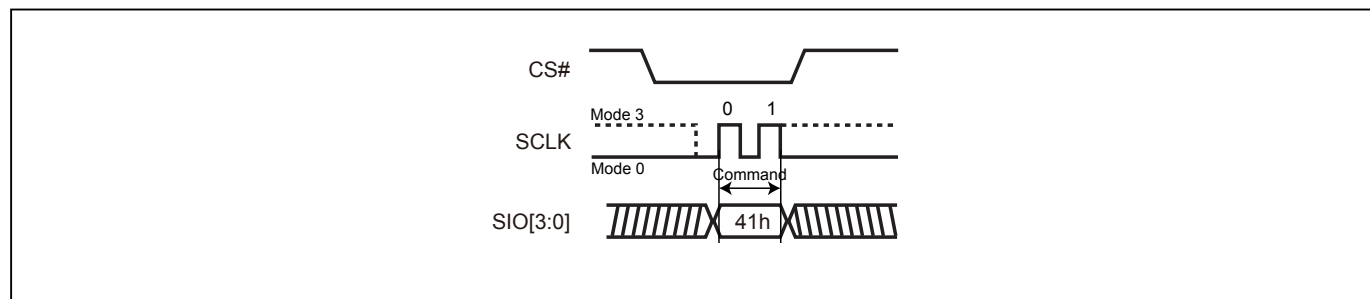 CS#
Mode 3
0 1
SCLK
Mode 0
Command
SIO[3:0]
41h